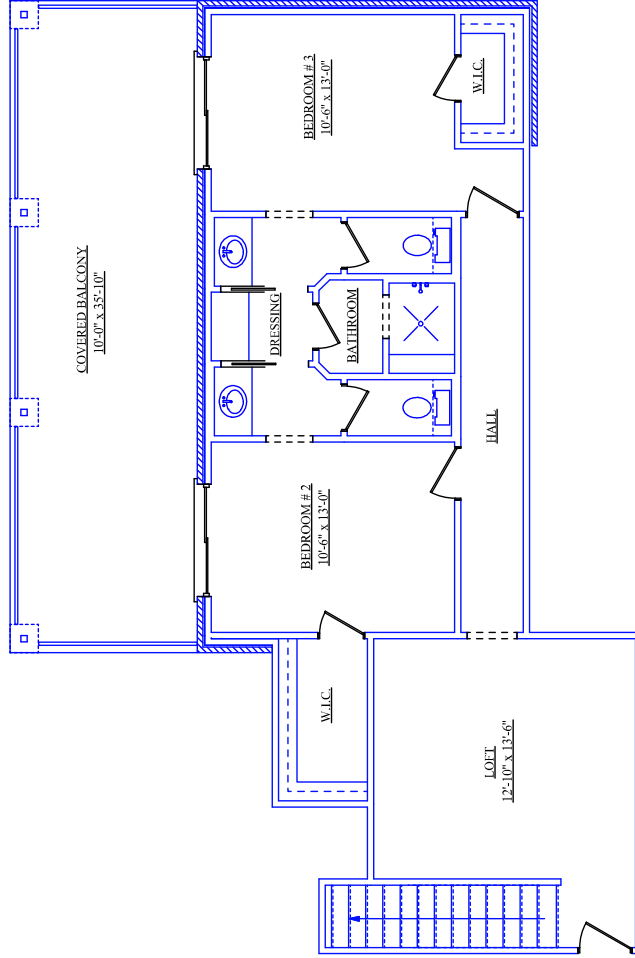 COVERED BALCONY
10'-0" x 35'-10"
BEDROOM # 3
10'-6" x 13'-0"
W.I.C.
DRESSING
BATHROOM
HALL
BEDROOM # 2
10'-6" x 13'-0"
W.I.C.
LOFT
12'-10" x 13'-6"